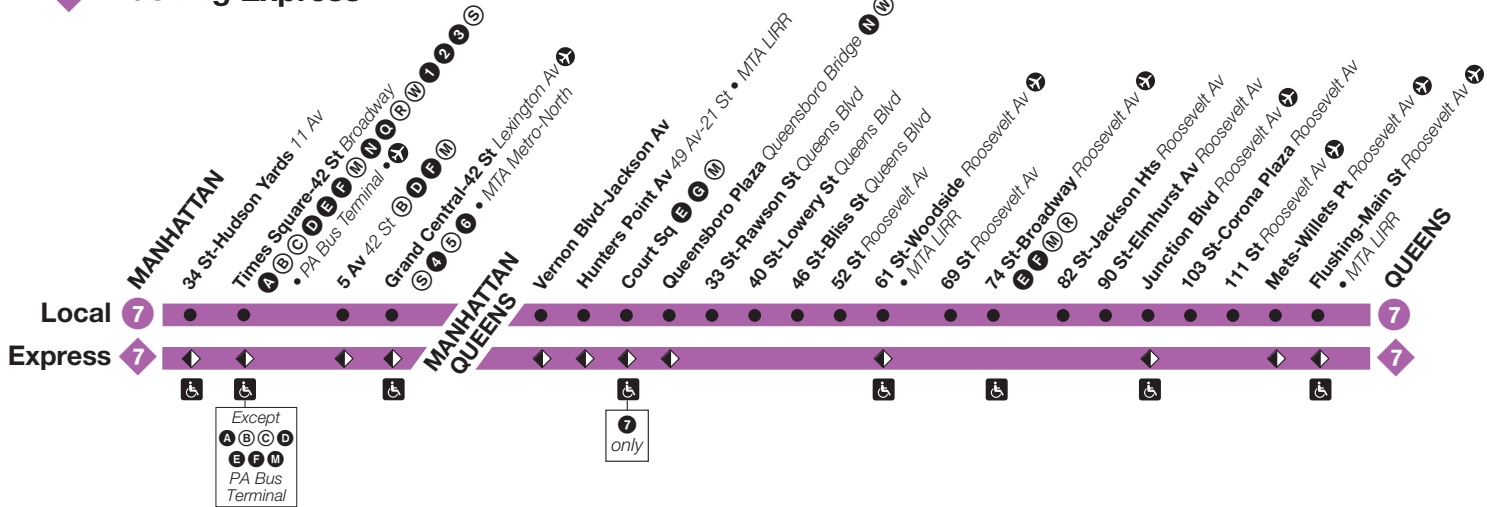 Express
MANHATTAN
34 St-Hudson Yards 11 Av
Times Square-42 St Broadway
A B C D E F M N Q R W 1 2 3 S
• PA Bus Terminal •
5 Av 42 St B D F M
Grand Central-42 St Lexington Av
S 4 5 6 • MTA Metro-North
MANHATTAN
QUEENS
Vernon Blvd-Jackson Av
Hunters Point Av 49 Av-21 St • MTA LIRR
Court Sq E G M
Queensboro Plaza Queensboro Bridge N W
33 St-Rawson St Queens Blvd
40 St-Lowery St Queens Blvd
46 St-Bliss St Queens Blvd
52 St Roosevelt Av
61 St-Woodside Roosevelt Av
• MTA LIRR
69 St Roosevelt Av
74 St-Broadway Roosevelt Av
E F M R
82 St-Jackson Hts Roosevelt Av
90 St-Elmhurst Av Roosevelt Av
Junction Blvd Roosevelt Av
103 St-Corona Plaza Roosevelt Av
111 St Roosevelt Av
Mets-Willets Pt Roosevelt Av
Flushing-Main St Roosevelt Av
• MTA LIRR
QUEENS
Local 7 7
Express 7 7
Except
A B C D
E F M
PA Bus
Terminal
7
only